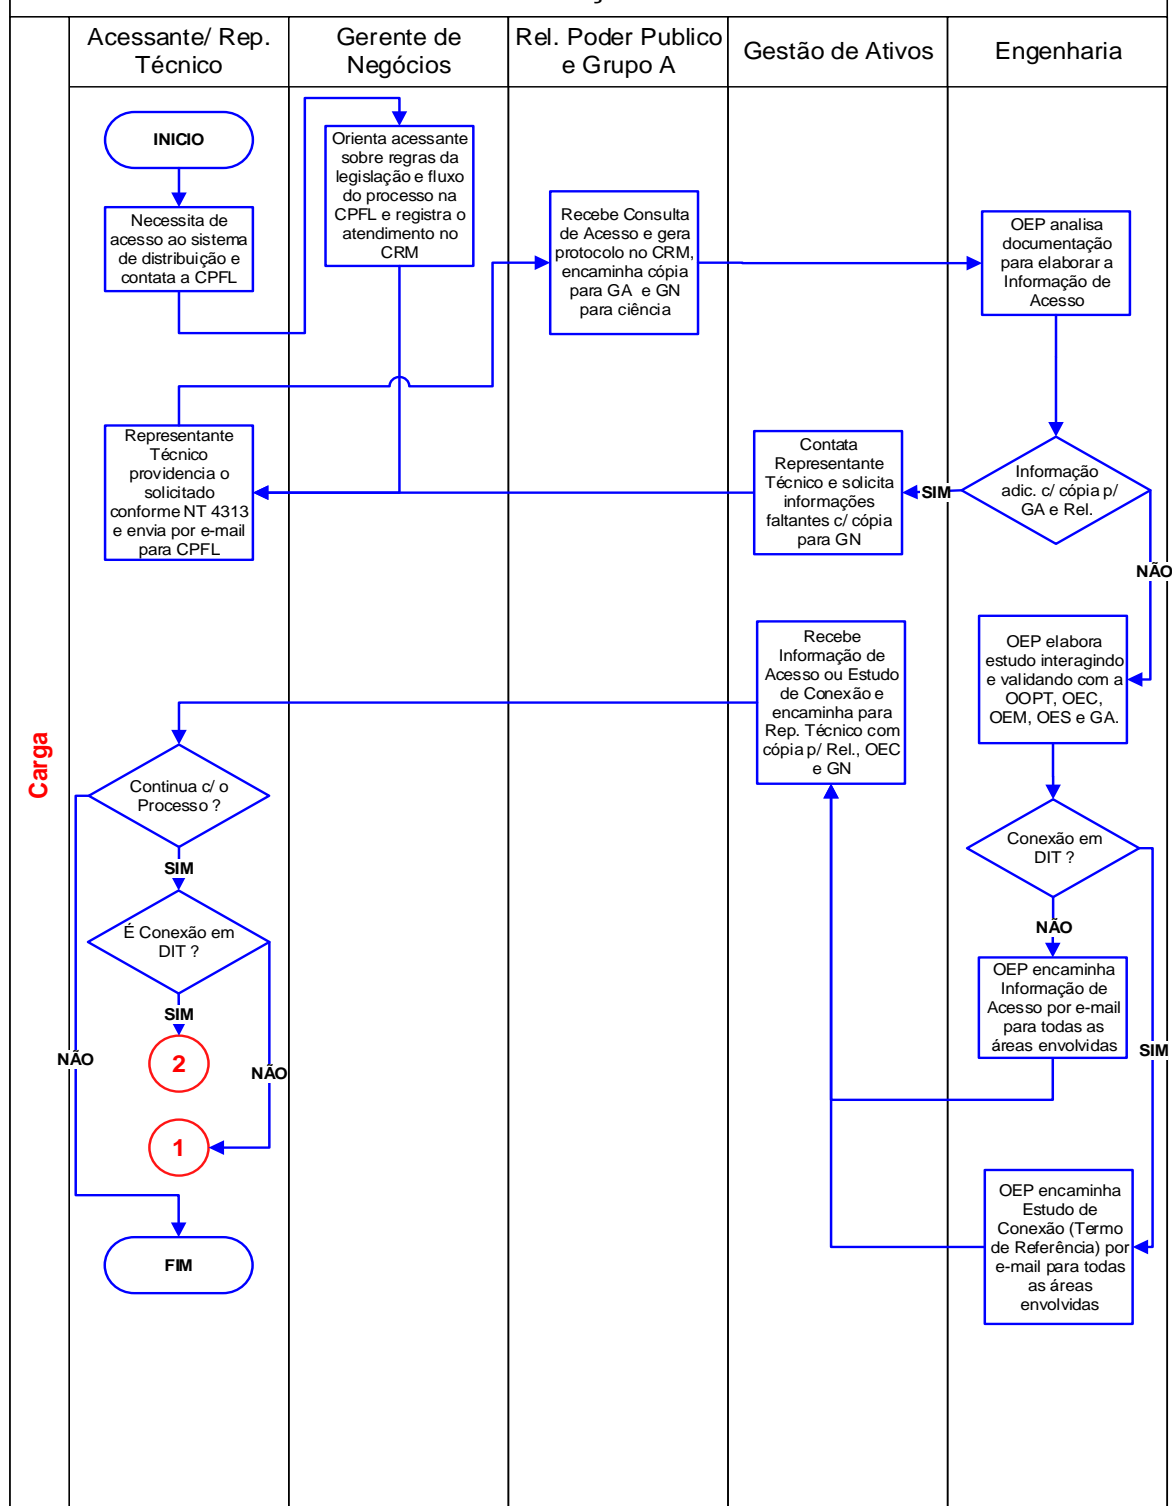 Acessante/ Rep.
Técnico
Gerente de
Negócios
Rel. Poder Publico
e Grupo A
Gestão de Ativos
Engenharia
Carga
INICIO
Necessita de
acesso ao sistema
de distribuição e
contata a CPFL
Orienta acessante
sobre regras da
legislação e fluxo
do processo na
CPFL e registra o
atendimento no
CRM
Recebe Consulta
de Acesso e gera
protocolo no CRM,
encaminha cópia
para GA e GN
para ciência
OEP analisa
documentação
para elaborar a
Informação de
Acesso
Representante
Técnico
providencia o
solicitado
conforme NT 4313
e envia por e-mail
para CPFL
Contata
Representante
Técnico e solicita
informações
faltantes c/ cópia
para GN
SIM
Informação
adic. c/ cópia p/
GA e Rel.
NÃO
Recebe
Informação de
Acesso ou Estudo
de Conexão e
encaminha para
Rep. Técnico com
cópia p/ Rel., OEC
e GN
OEP elabora
estudo interagindo
e validando com a
OOPT, OEC,
OEM, OES e GA.
Continua c/ o
Processo ?
SIM
É Conexão em
DIT ?
SIM
NÃO
2
NÃO
1
FIM
Conexão em
DIT ?
NÃO
OEP encaminha
Informação de
Acesso por e-mail
para todas as
áreas envolvidas
SIM
OEP encaminha
Estudo de
Conexão (Termo
de Referência) por
e-mail para todas
as áreas
envolvidas